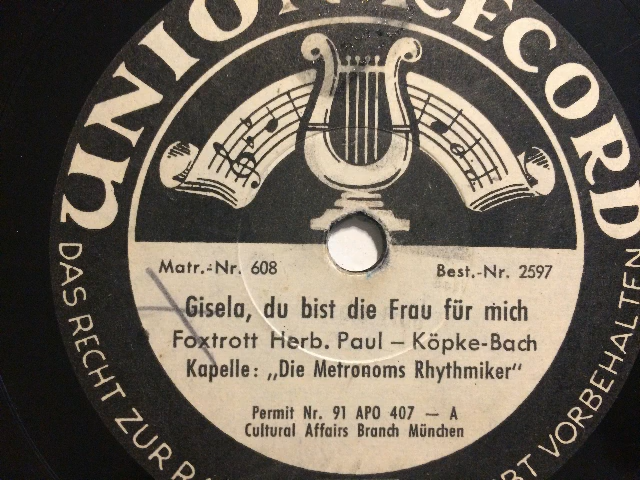 UNION RECORD
Matr.-Nr. 608
Best.-Nr. 2597
Gisela, du bist die Frau für mich
Foxtrott Herb. Paul – Köpke-Bach
Kapelle: „Die Metronoms Rhythmiker"
Permit Nr. 91 APO 407 — A
Cultural Affairs Branch München
DAS RECHT ZUR
VORBEHALTEN